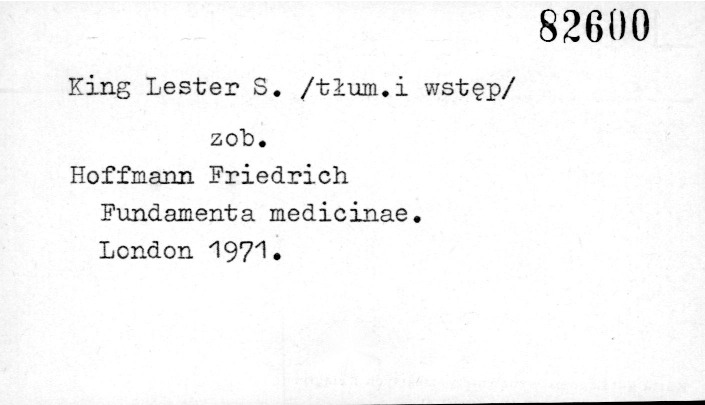 82600
King Lester S. /tłum.i wstęp/
zob.
Hoffmann Friedrich
Fundamenta medicinae.
London 1971.